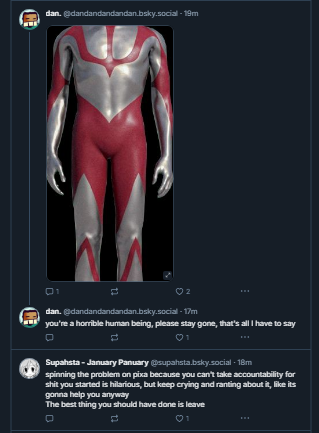 dan. @dandandandandan.bsky.social · 19m
1
2
dan. @dandandandandan.bsky.social · 17m
you're a horrible human being, please stay gone, that's all I have to say
1
Supahsta - January Panuary @supahsta.bsky.social · 18m
spinning the problem on pixa because you can't take accountability for
shit you started is hilarious, but keep crying and ranting about it, like its
gonna help you anyway
The best thing you should have done is leave
1